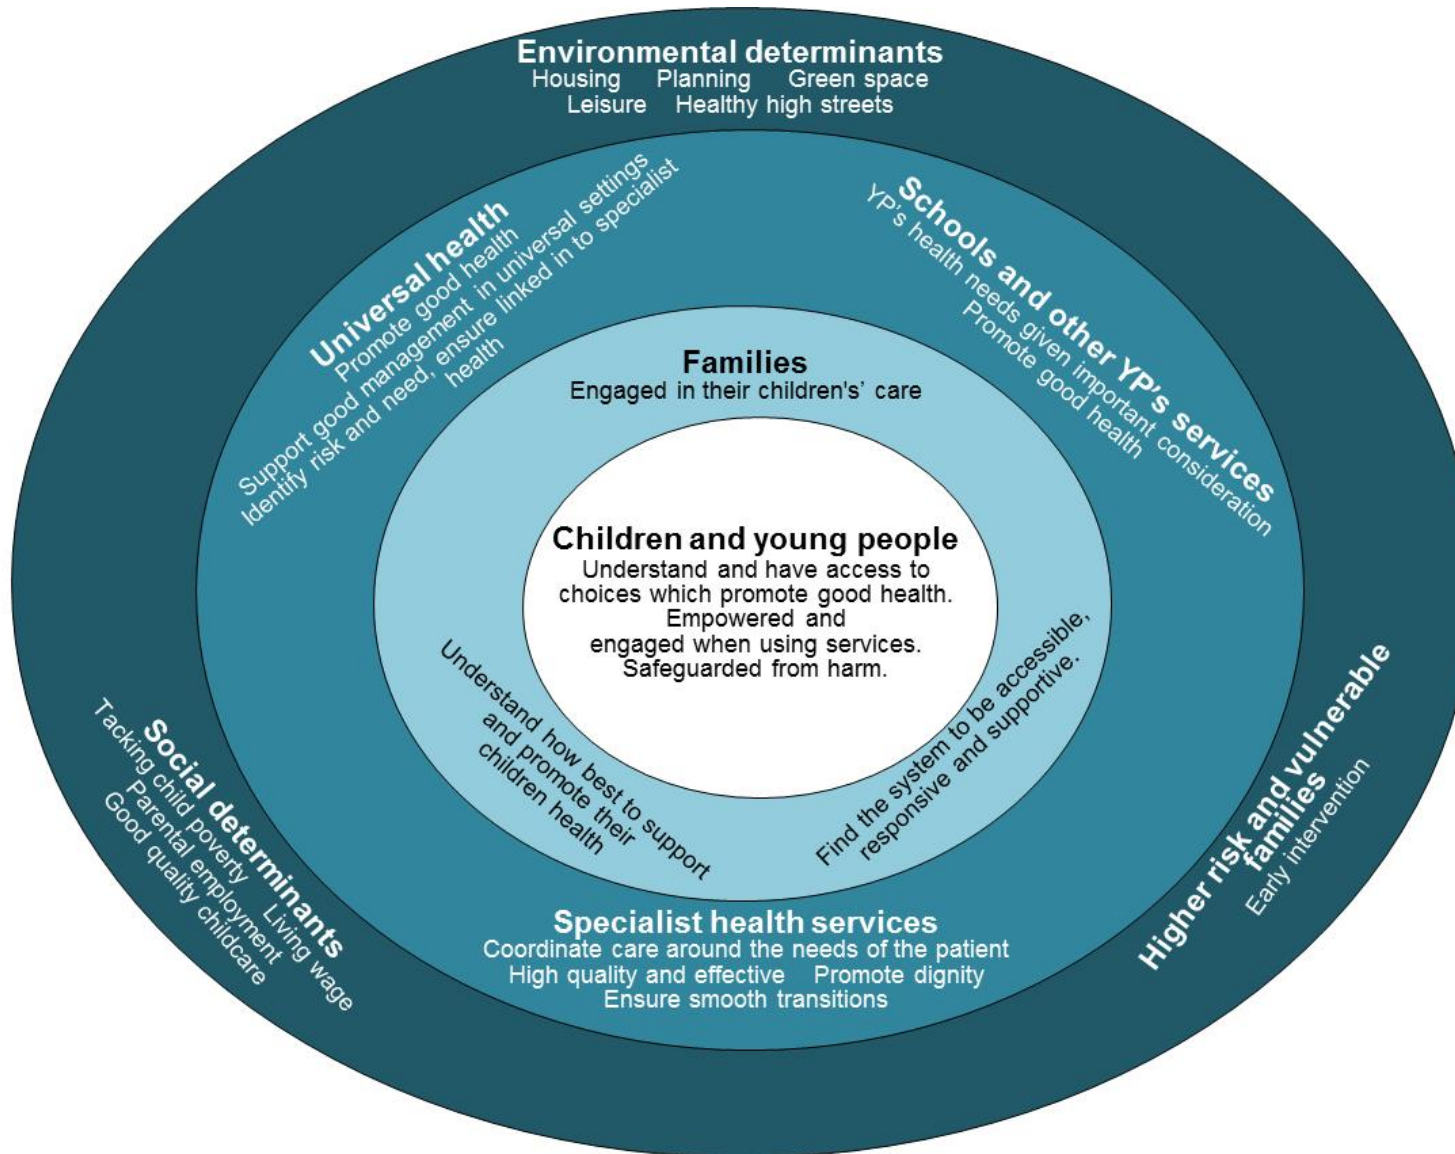 Environmental determinants
Housing Planning Green space
Leisure Healthy high streets
Universal health
Promote good health
Support good management in universal settings
Identify risk and need, ensure linked in to specialist
health
Schools and other YP's services
YP's health needs given important consideration
Promote good health
Families
Engaged in their children's’ care
Children and young people
Understand and have access to
choices which promote good health.
Empowered and
engaged when using services.
Safeguarded from harm.
Understand how best to support
and promote their
children health
Find the system to be accessible,
responsive and supportive.
Social determinants
Tacking child poverty Living wage
Parental employment
Good quality childcare
Higher risk and vulnerable
families
Early intervention
Specialist health services
Coordinate care around the needs of the patient
High quality and effective Promote dignity
Ensure smooth transitions